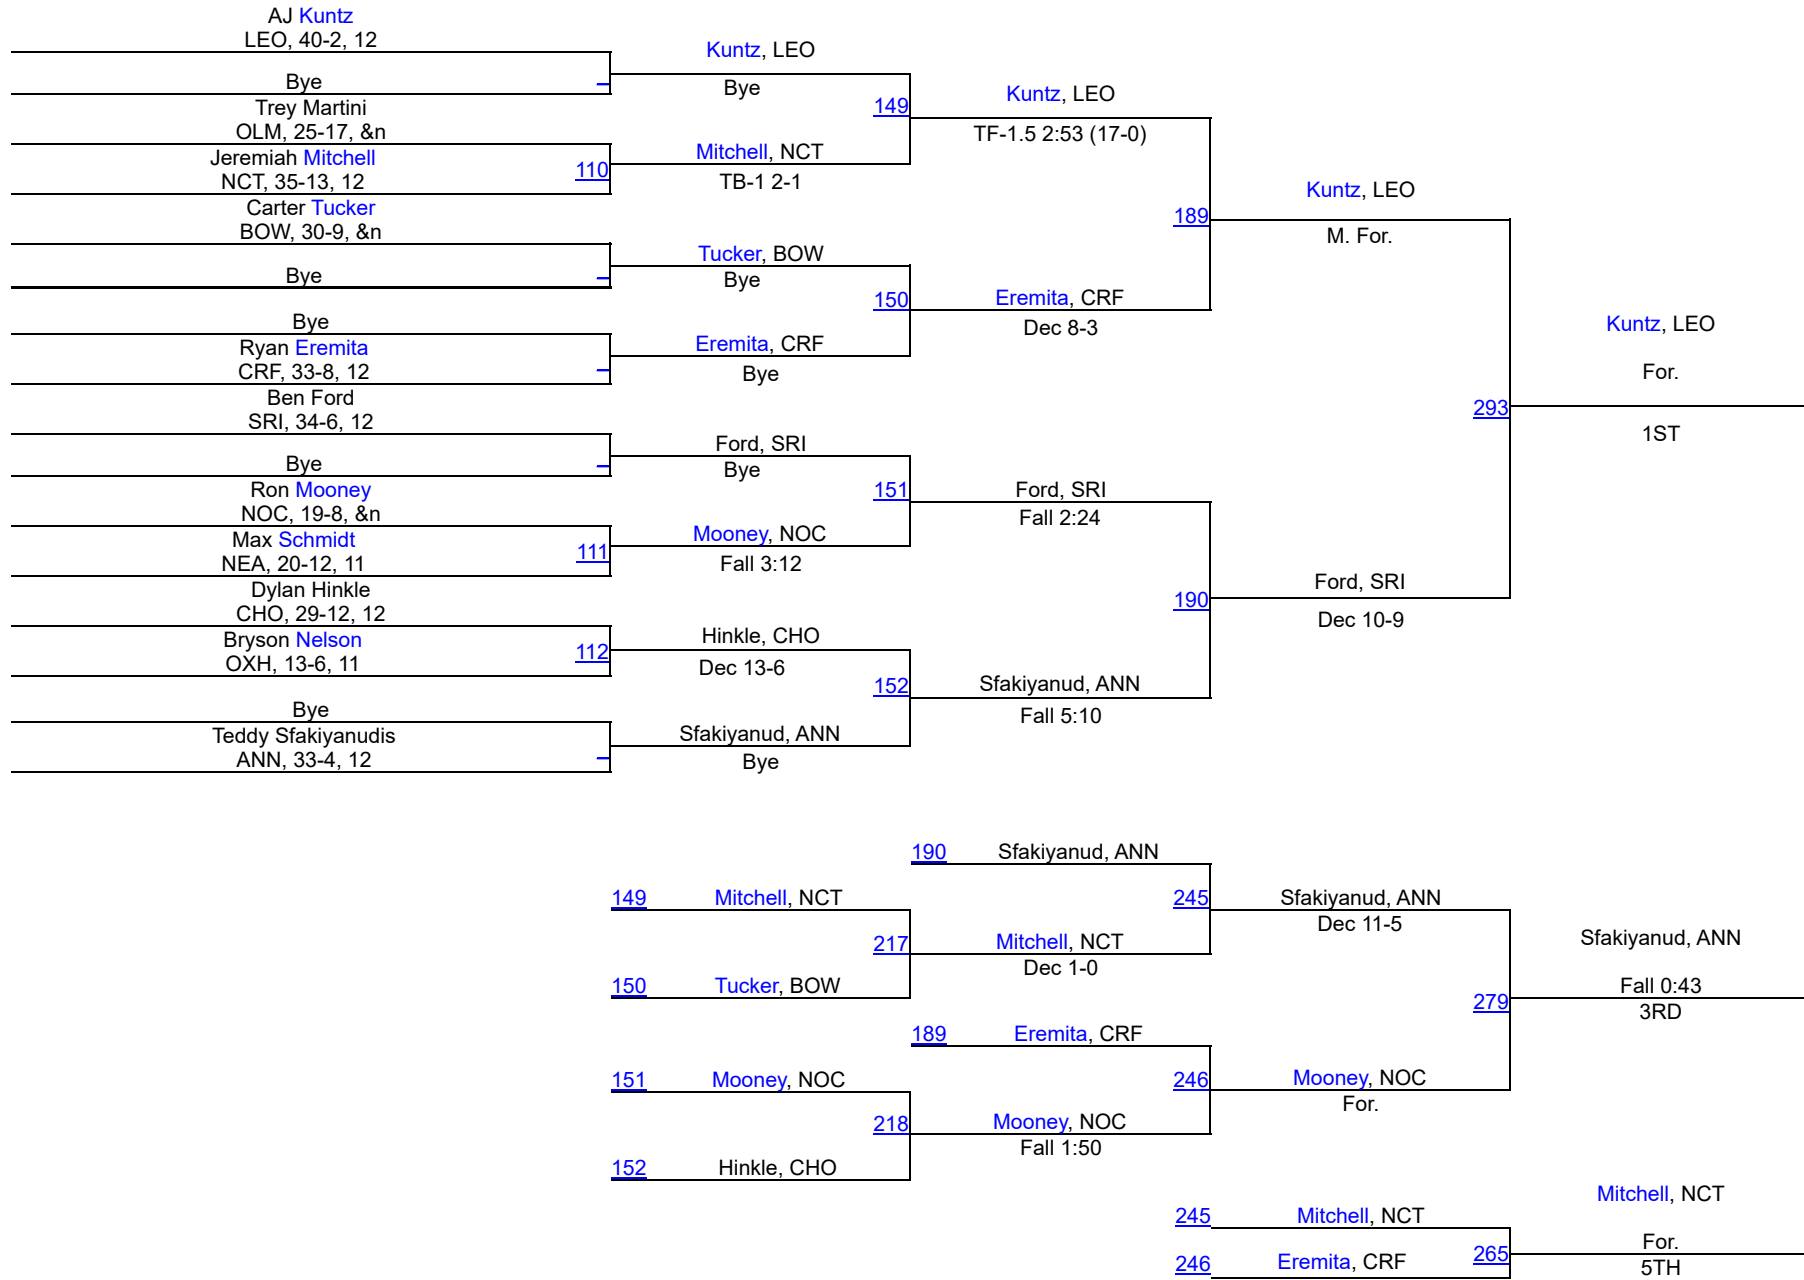 AJ Kuntz
LEO, 40-2, 12
Bye
Trey Martini
OLM, 25-17, &n
Jeremiah Mitchell
NCT, 35-13, 12
Carter Tucker
BOW, 30-9, &n
Bye
Bye
Ryan Eremita
CRF, 33-8, 12
Ben Ford
SRI, 34-6, 12
Bye
Ron Mooney
NOC, 19-8, &n
Max Schmidt
NEA, 20-12, 11
Dylan Hinkle
CHO, 29-12, 12
Bryson Nelson
OXH, 13-6, 11
Bye
Teddy Sfakiyanudis
ANN, 33-4, 12
110
111
112
Kuntz, LEO
Bye
Mitchell, NCT
TB-1 2-1
Tucker, BOW
Bye
Eremita, CRF
Bye
Ford, SRI
Bye
Mooney, NOC
Fall 3:12
Hinkle, CHO
Dec 13-6
Sfakiyanud, ANN
Bye
149
150
151
152
Kuntz, LEO
TF-1.5 2:53 (17-0)
Eremita, CRF
Dec 8-3
Ford, SRI
Fall 2:24
Sfakiyanud, ANN
Fall 5:10
189
190
Kuntz, LEO
M. For.
Ford, SRI
Dec 10-9
293
Kuntz, LEO
For.
1ST
149 Mitchell, NCT
150 Tucker, BOW
151 Mooney, NOC
152 Hinkle, CHO
217
218
190 Sfakiyanud, ANN
Mitchell, NCT
Dec 1-0
189 Eremita, CRF
Mooney, NOC
Fall 1:50
245
246
Sfakiyanud, ANN
Dec 11-5
Mooney, NOC
For.
279
Sfakiyanud, ANN
Fall 0:43
3RD
245 Mitchell, NCT
246 Eremita, CRF
265
Mitchell, NCT
For.
5TH